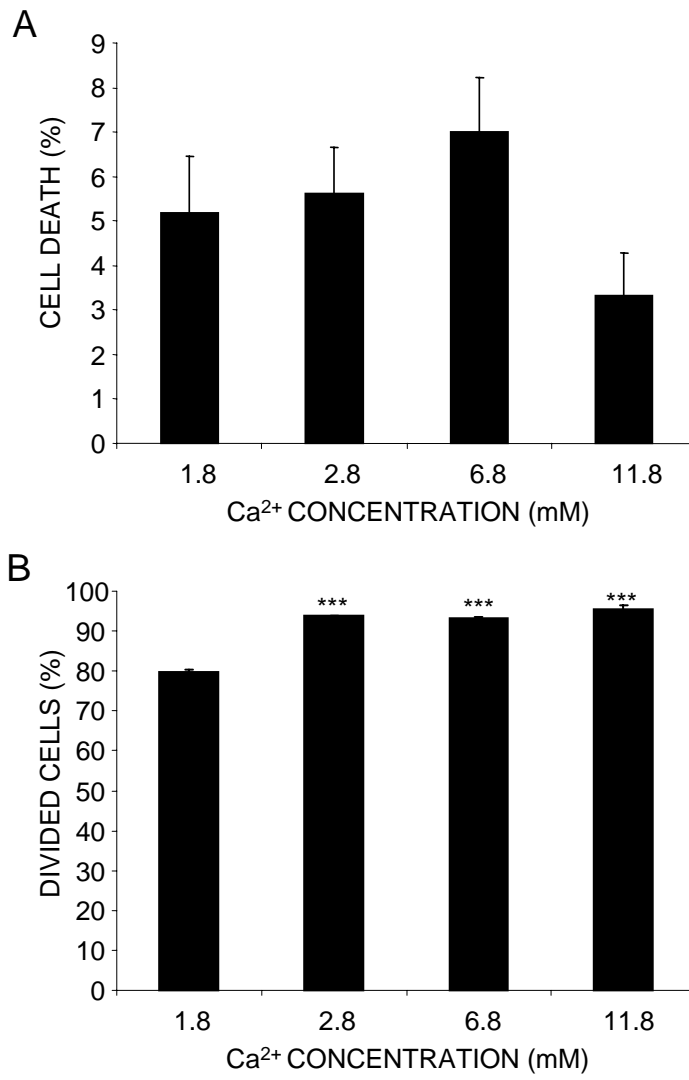 A
CELL DEATH (%)
9
8
7
6
5
4
3
2
1
0
1.8 2.8 6.8 11.8
Ca²⁺ CONCENTRATION (mM)
B
DIVIDED CELLS (%)
100
90
80
70
60
50
40
30
20
10
0
*** *** ***
1.8 2.8 6.8 11.8
Ca²⁺ CONCENTRATION (mM)